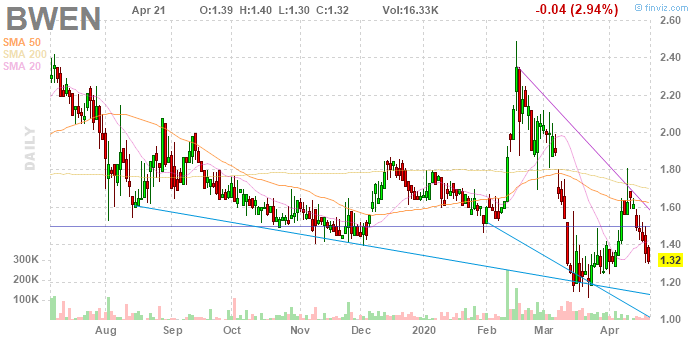 BWEN Apr 21 O:1.39 H:1.40 L:1.30 C:1.32 Vol:16.33K -0.04 (2.94%) © finviz.com
SMA 50
SMA 200
SMA 20
DAILY
2.60
2.40
2.20
2.00
1.80
1.60
1.40
1.32
1.20
1.00
300K
200K
100K
Aug Sep Oct Nov Dec 2020 Feb Mar Apr